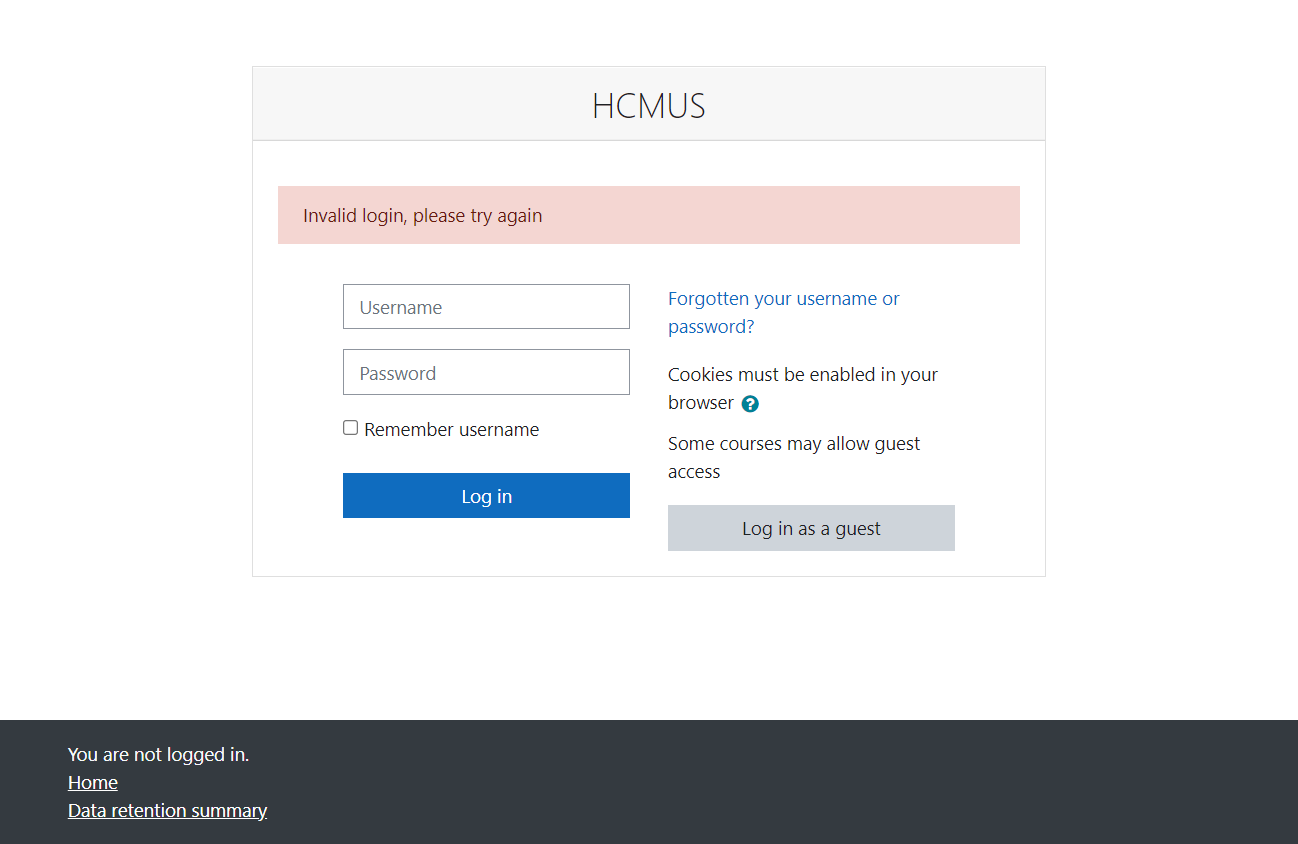 HCMUS
Invalid login, please try again
Username
Password
Remember username
Log in
Forgotten your username or
password?
Cookies must be enabled in your
browser ?
Some courses may allow guest
access
Log in as a guest
You are not logged in.
Home
Data retention summary